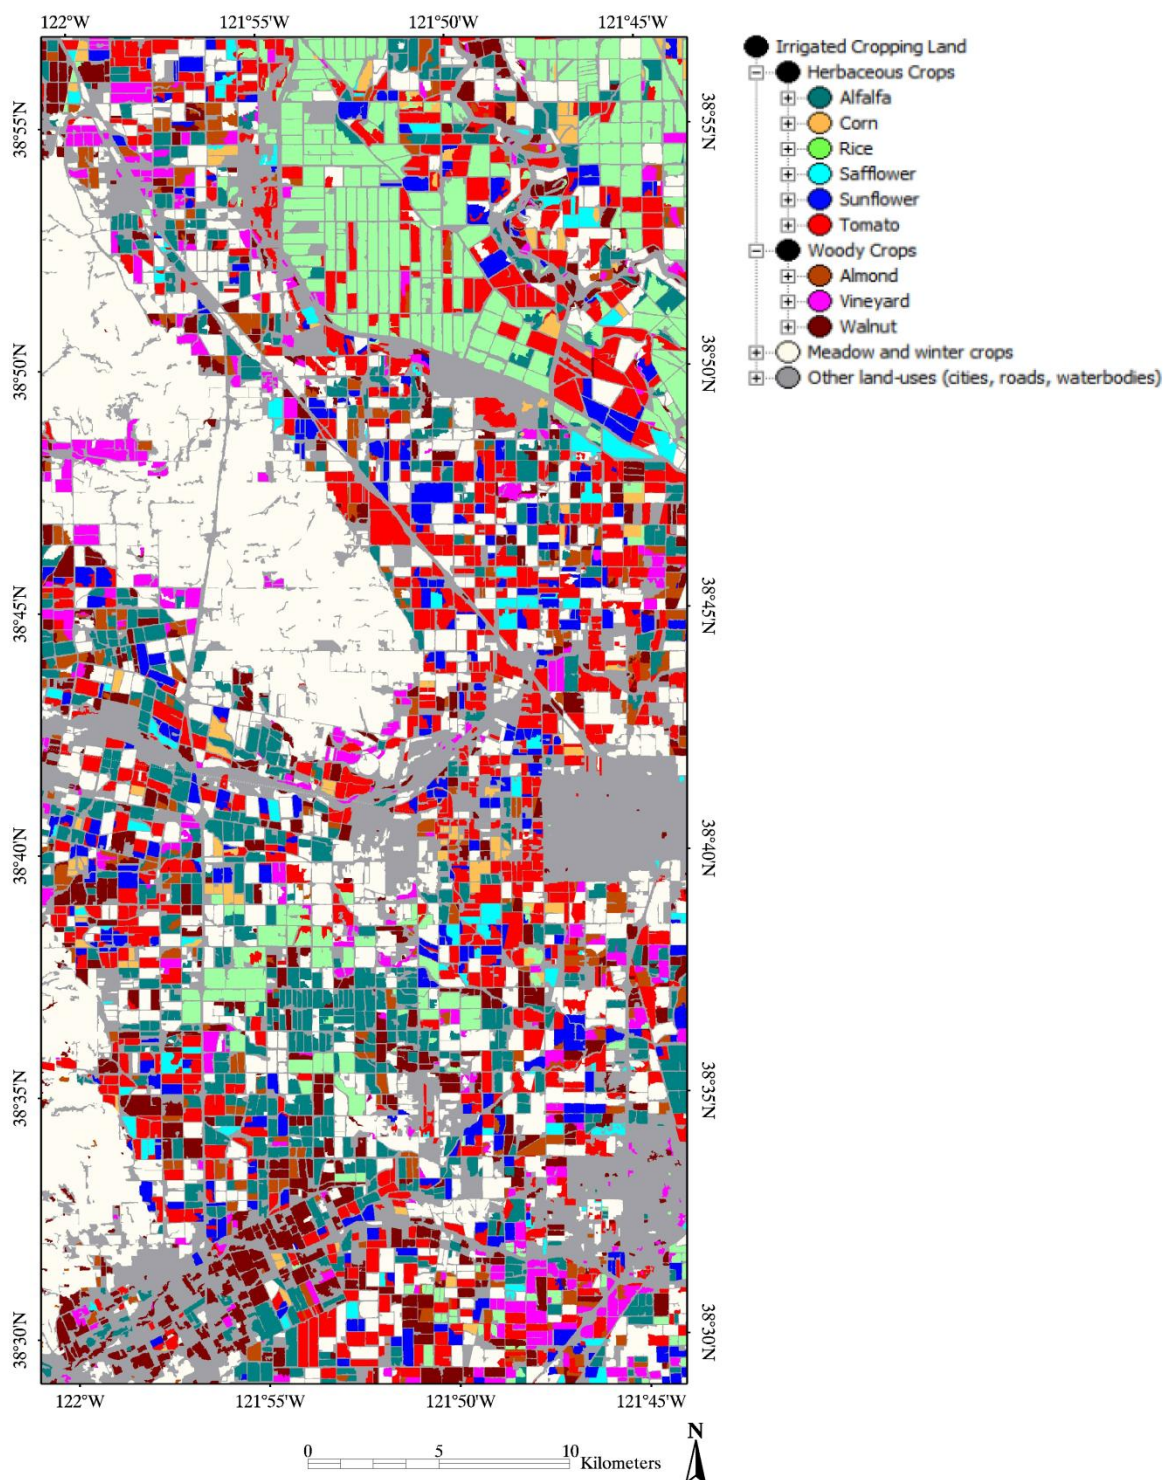 122°W 121°55'W 121°50'W 121°45'W
38°55'N
38°50'N
38°45'N
38°40'N
38°35'N
38°30'N
38°55'N
38°50'N
38°45'N
38°40'N
38°35'N
38°30'N
122°W 121°55'W 121°50'W 121°45'W
0 5 10 Kilometers
N
Irrigated Cropping Land
Herbaceous Crops
Alfalfa
Corn
Rice
Safflower
Sunflower
Tomato
Woody Crops
Almond
Vineyard
Walnut
Meadow and winter crops
Other land-uses (cities, roads, waterbodies)